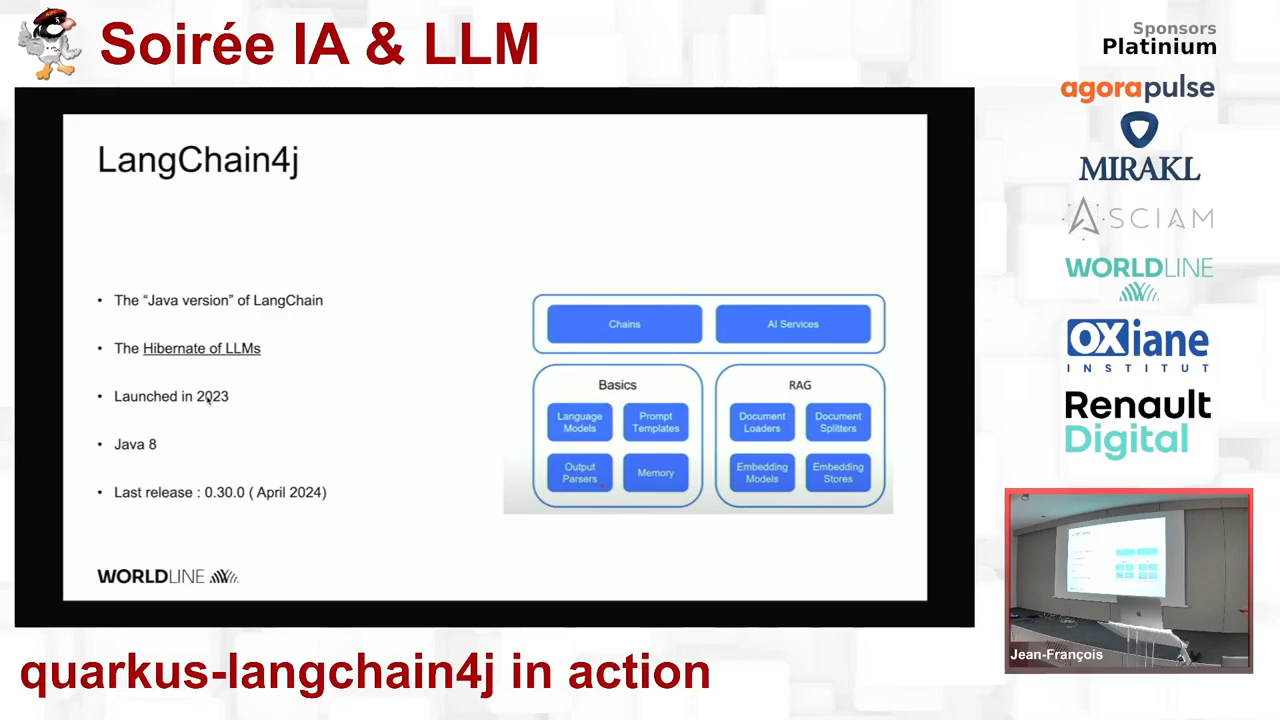 Soirée IA & LLM
Sponsors
Platinium
agorapulse
MIRAKL
ASCIAM
WORLDLINE
OXiane
INSTITUT
Renault
Digital
LangChain4j
• The “Java version” of LangChain
• The Hibernate of LLMs
• Launched in 2023
• Java 8
• Last release : 0.30.0 ( April 2024)
Chains
AI Services
Basics
Language
Models
Prompt
Templates
Output
Parsers
Memory
RAG
Document
Loaders
Document
Splitters
Embedding
Models
Embedding
Stores
WORLDLINE
Jean-François
quarkus-langchain4j in action